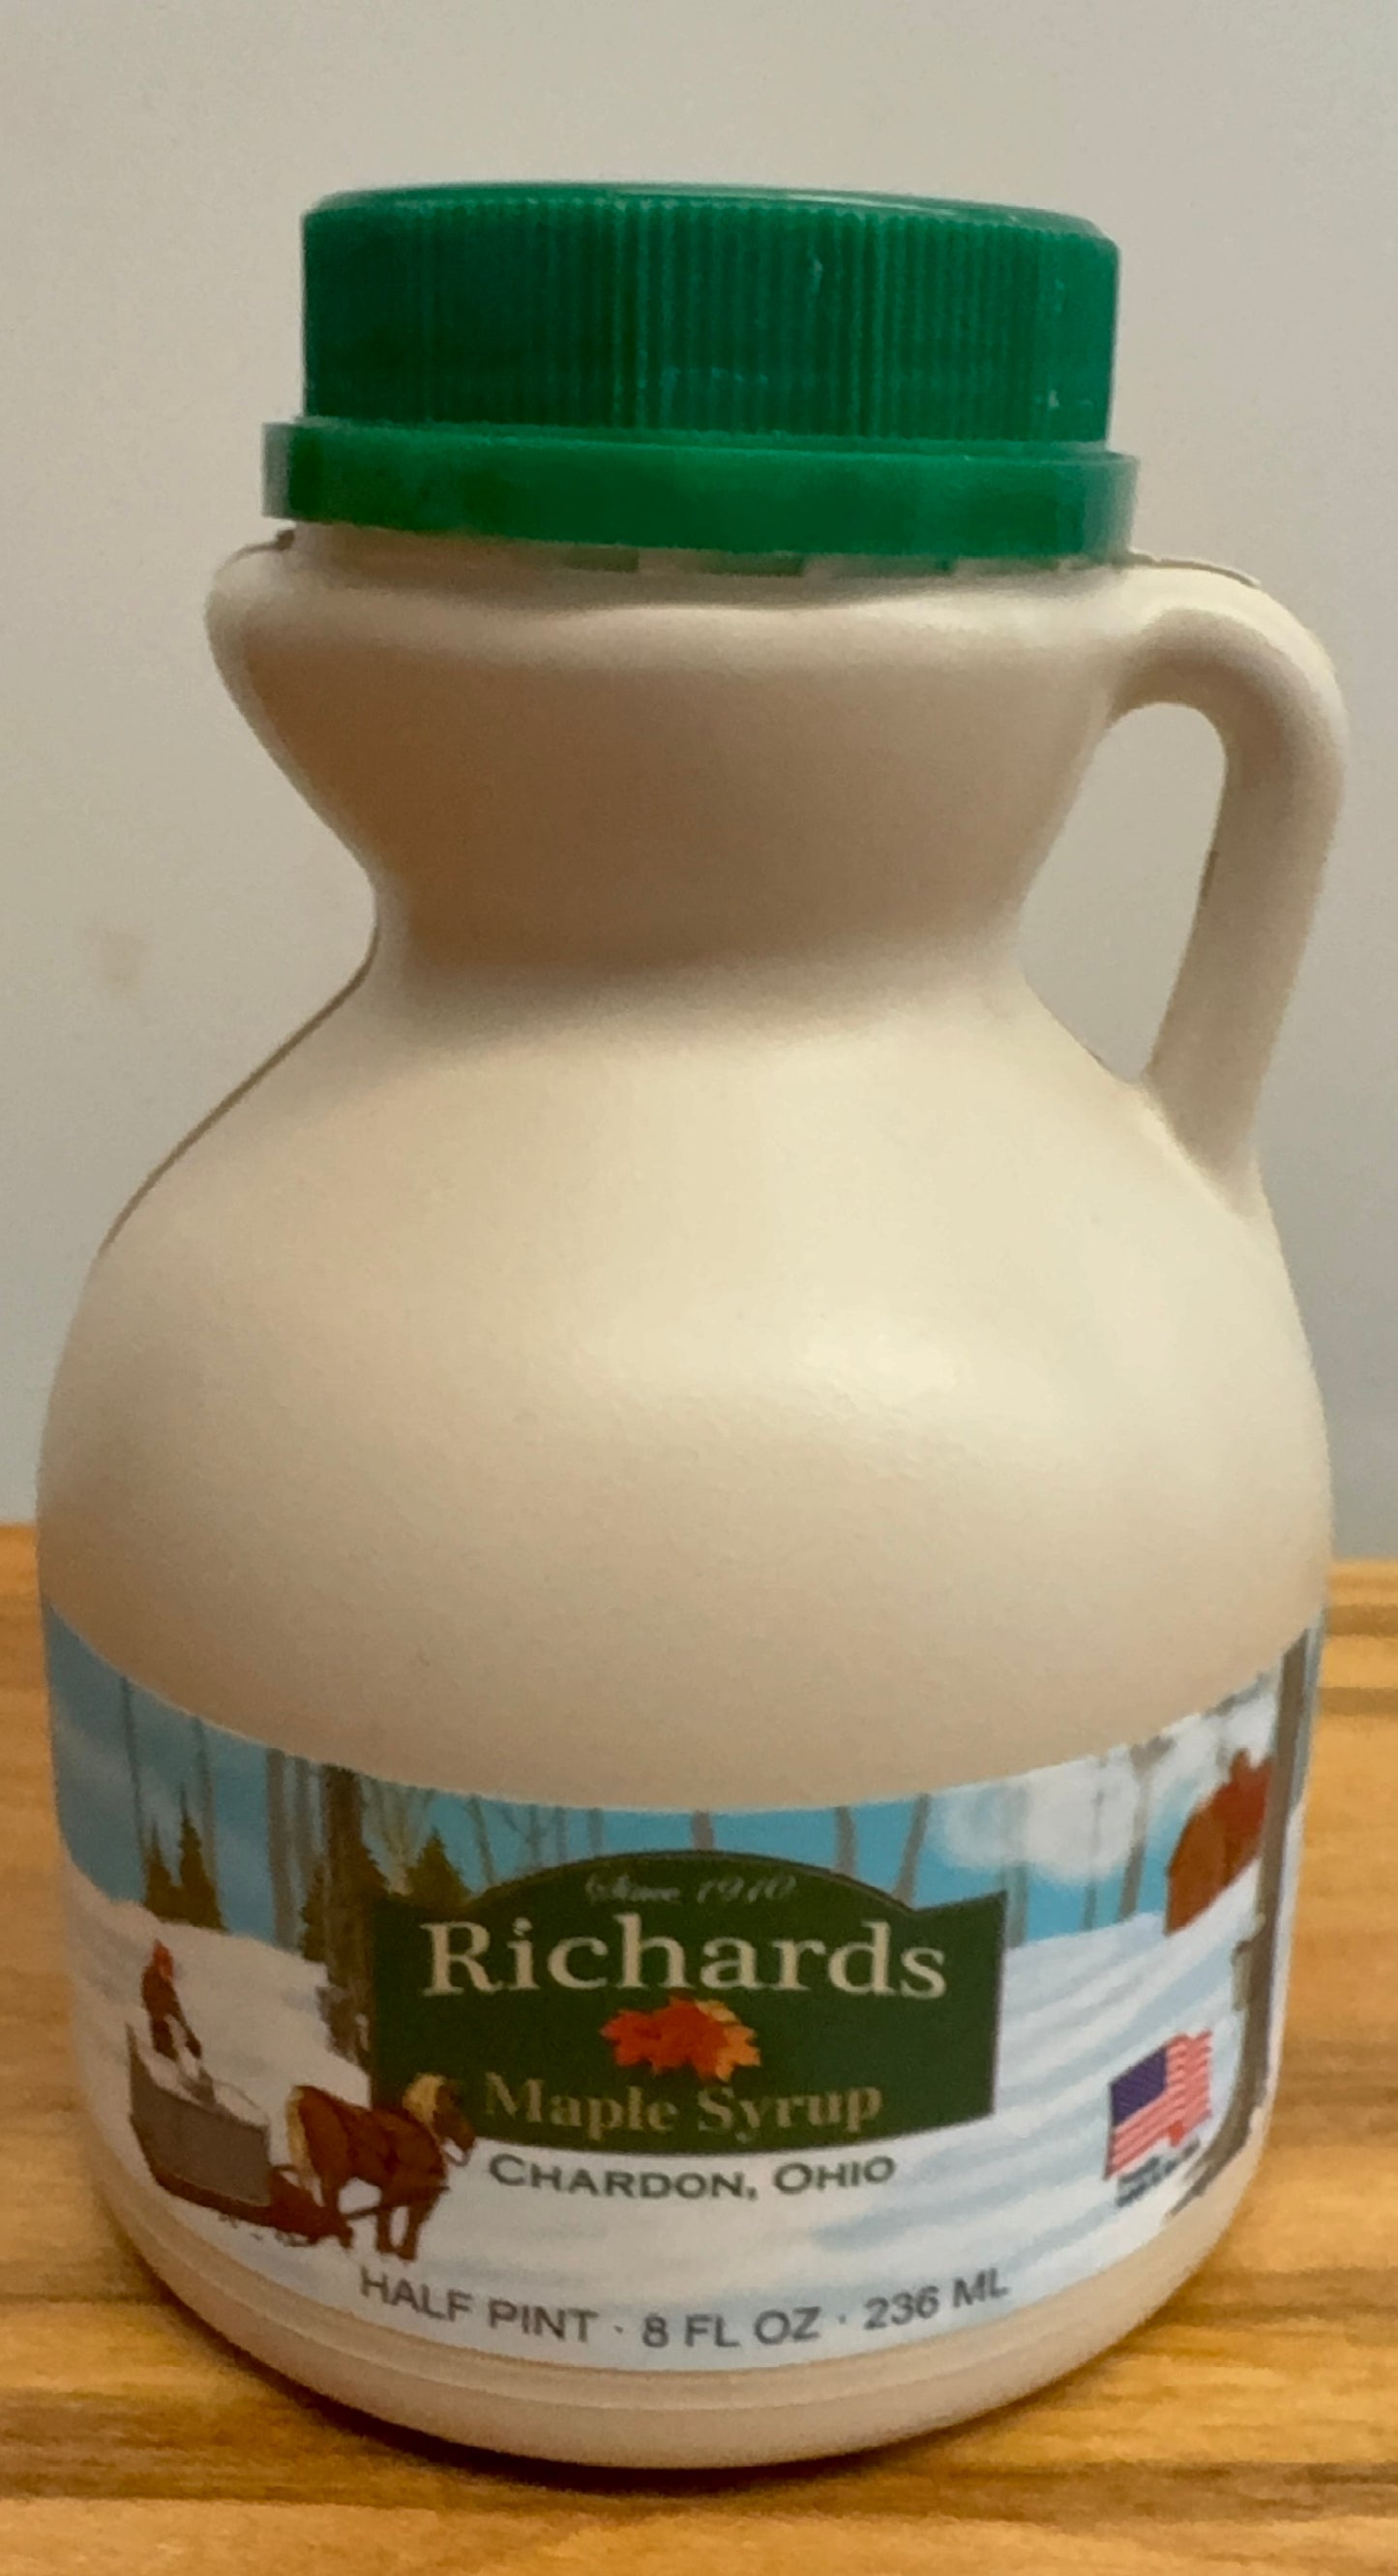 Since 1910
Richards
Maple Syrup
CHARDON, OHIO
HALF PINT · 8 FL OZ · 236 ML